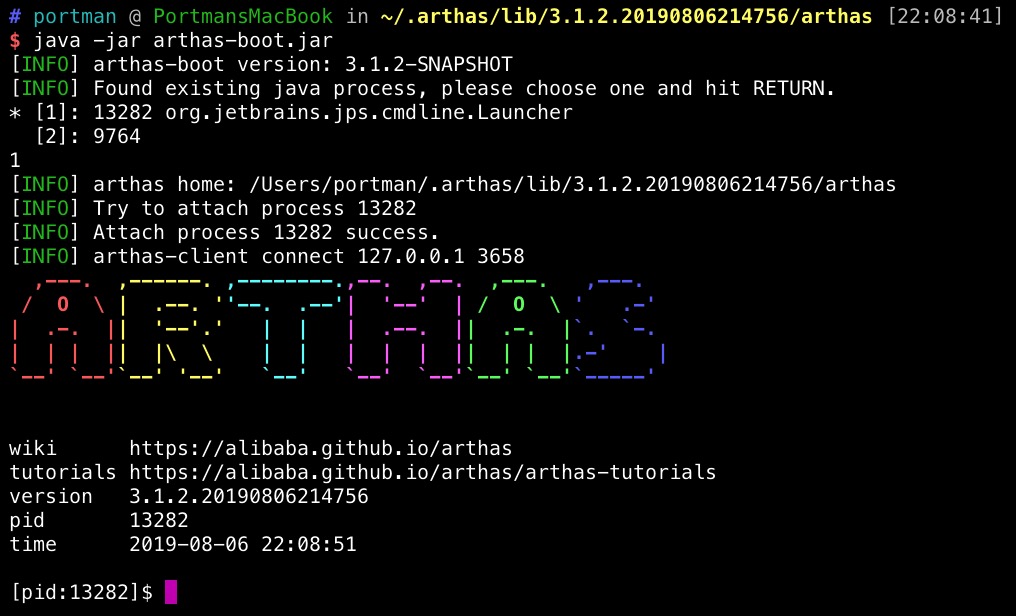 # portman @ PortmansMacBook in ~/.arthas/lib/3.1.2.20190806214756/arthas [22:08:41]
$ java -jar arthas-boot.jar
[INFO] arthas-boot version: 3.1.2-SNAPSHOT
[INFO] Found existing java process, please choose one and hit RETURN.
* [1]: 13282 org.jetbrains.jps.cmdline.Launcher
  [2]: 9764
1
[INFO] arthas home: /Users/portman/.arthas/lib/3.1.2.20190806214756/arthas
[INFO] Try to attach process 13282
[INFO] Attach process 13282 success.
[INFO] arthas-client connect 127.0.0.1 3658
ARTHAS
wiki      https://alibaba.github.io/arthas
tutorials https://alibaba.github.io/arthas/arthas-tutorials
version   3.1.2.20190806214756
pid       13282
time      2019-08-06 22:08:51
[pid:13282]$